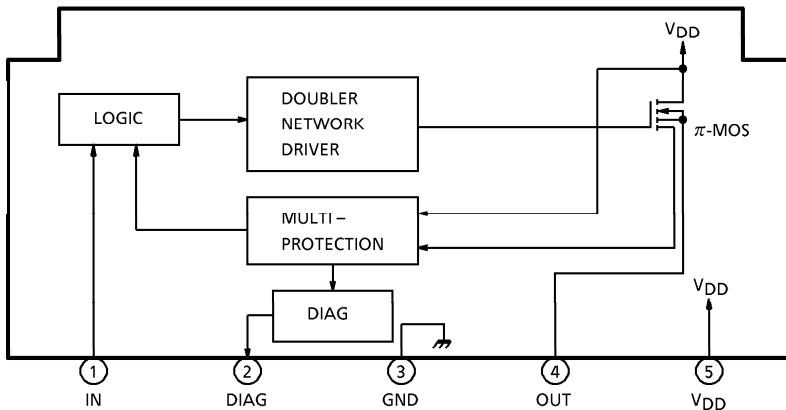 VDD
LOGIC
DOUBLER
NETWORK
DRIVER
π-MOS
MULTI –
PROTECTION
DIAG
VDD
1
2
3
4
5
IN
DIAG
GND
OUT
VDD